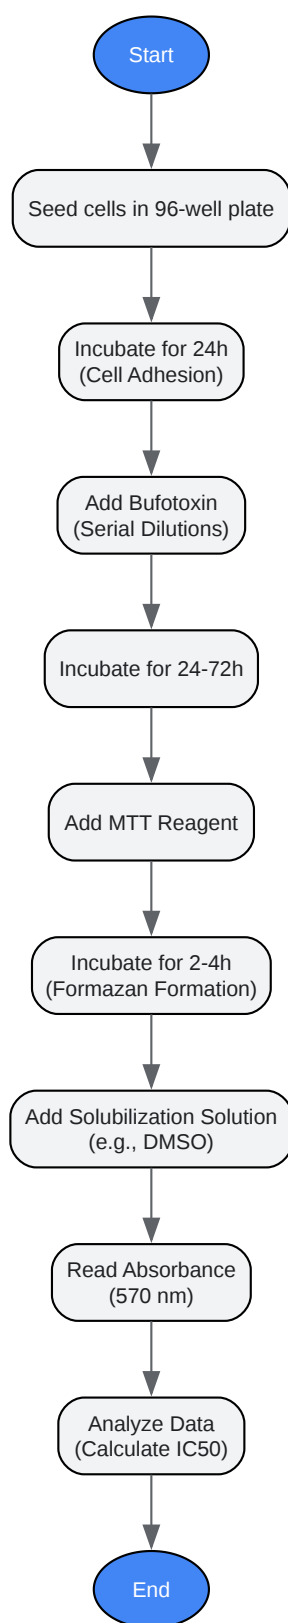 Start
Seed cells in 96-well plate
Incubate for 24h
(Cell Adhesion)
Add Bufotoxin
(Serial Dilutions)
Incubate for 24-72h
Add MTT Reagent
Incubate for 2-4h
(Formazan Formation)
Add Solubilization Solution
(e.g., DMSO)
Read Absorbance
(570 nm)
Analyze Data
(Calculate IC50)
End